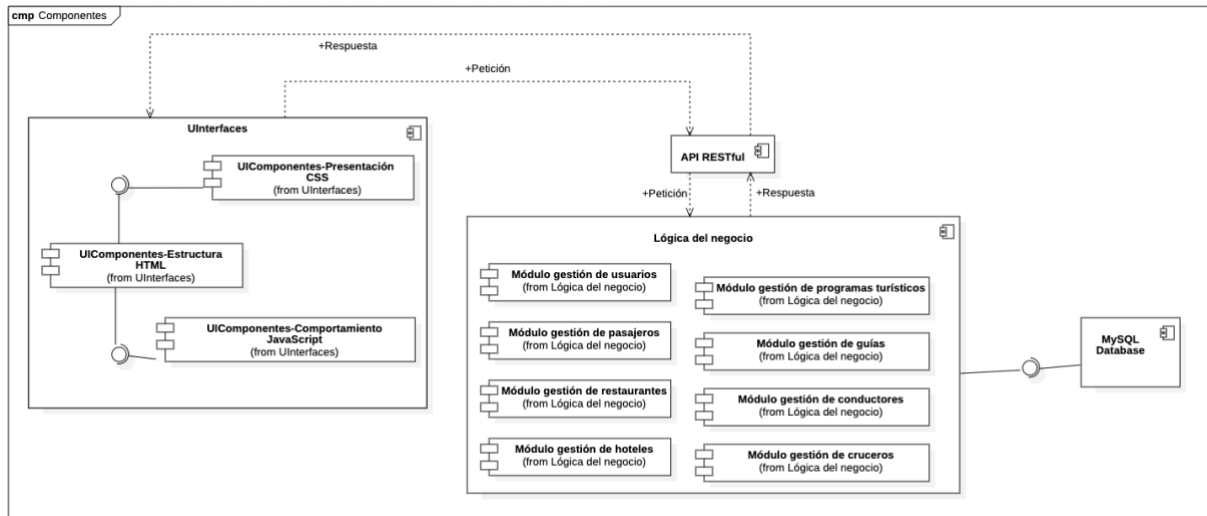 cmp Componentes
+Respuesta
+Petición
UInterfaces
UIComponentes-Presentación
CSS
(from UInterfaces)
UIComponentes-Estructura
HTML
(from UInterfaces)
UIComponentes-Comportamiento
JavaScript
(from UInterfaces)
API RESTful
+Petición
+Respuesta
Lógica del negocio
Módulo gestión de usuarios
(from Lógica del negocio)
Módulo gestión de pasajeros
(from Lógica del negocio)
Módulo gestión de restaurantes
(from Lógica del negocio)
Módulo gestión de hoteles
(from Lógica del negocio)
Módulo gestión de programas turísticos
(from Lógica del negocio)
Módulo gestión de guías
(from Lógica del negocio)
Módulo gestión de conductores
(from Lógica del negocio)
Módulo gestión de cruceros
(from Lógica del negocio)
MySQL
Database